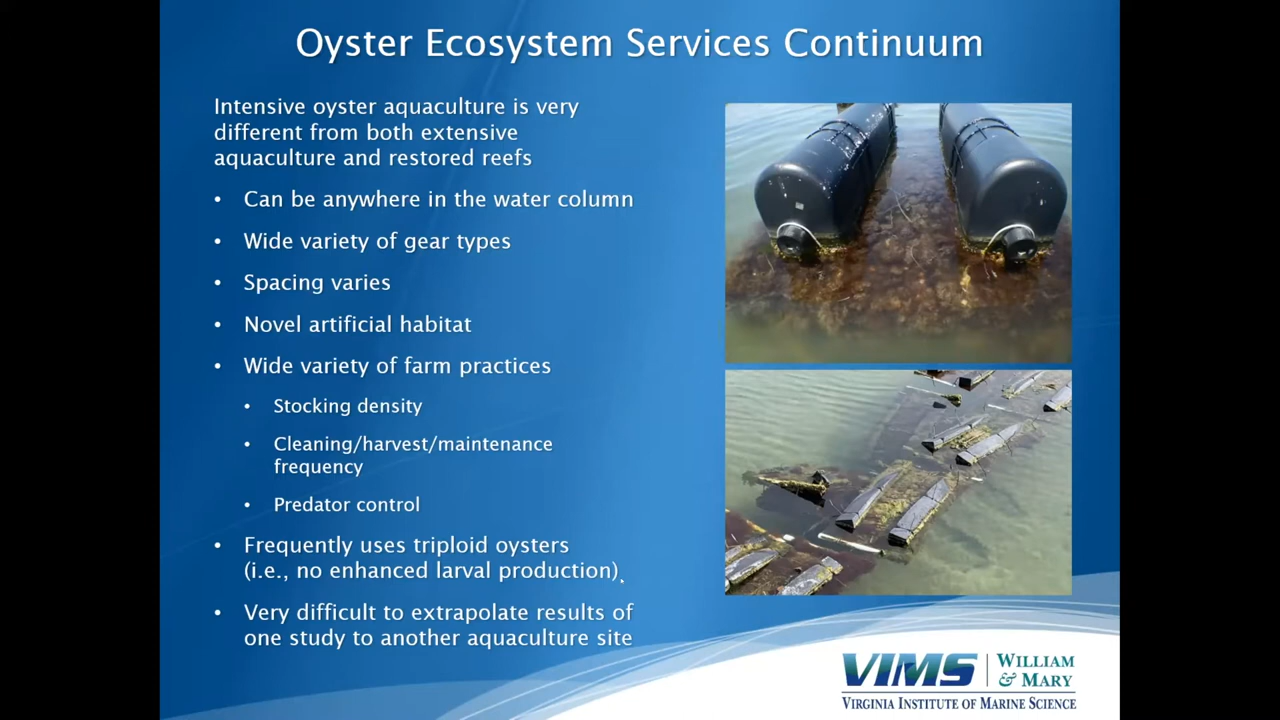 Oyster Ecosystem Services Continuum
Intensive oyster aquaculture is very
different from both extensive
aquaculture and restored reefs
• Can be anywhere in the water column
• Wide variety of gear types
• Spacing varies
• Novel artificial habitat
• Wide variety of farm practices
• Stocking density
• Cleaning/harvest/maintenance
frequency
• Predator control
• Frequently uses triploid oysters
(i.e., no enhanced larval production)
• Very difficult to extrapolate results of
one study to another aquaculture site
VIMS
WILLIAM
& MARY
VIRGINIA INSTITUTE OF MARINE SCIENCE